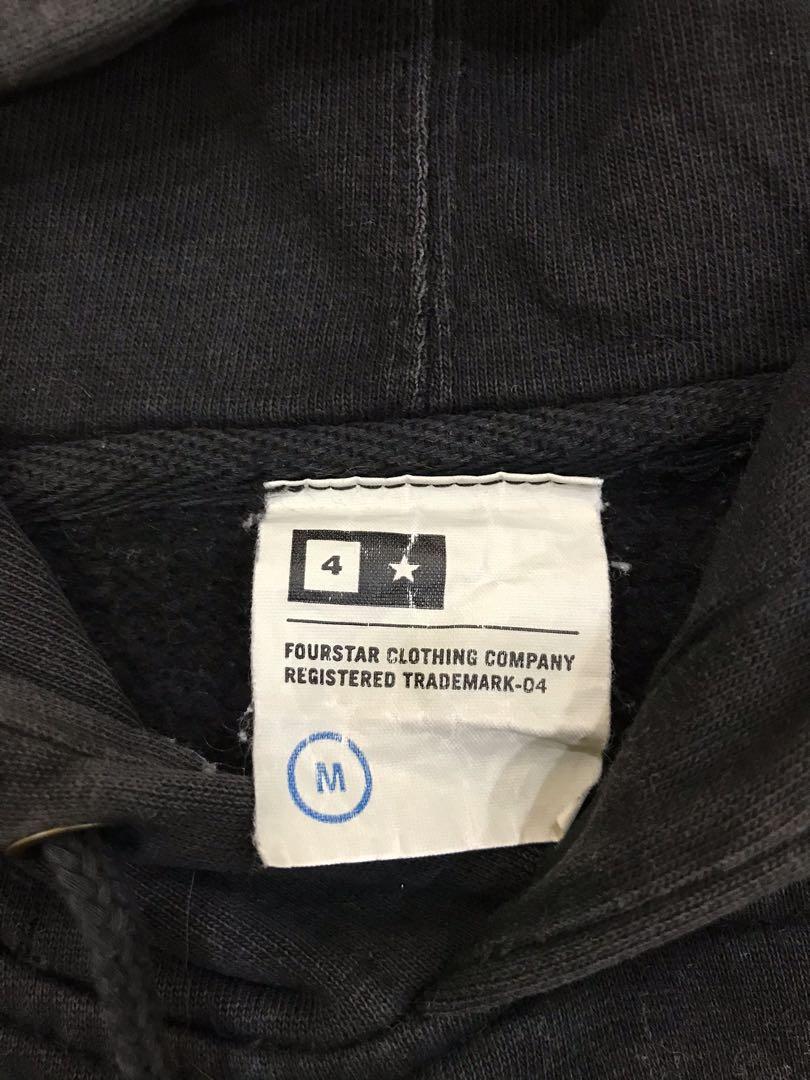 4
FOURSTAR CLOTHING COMPANY
REGISTERED TRADEMARK-04
M